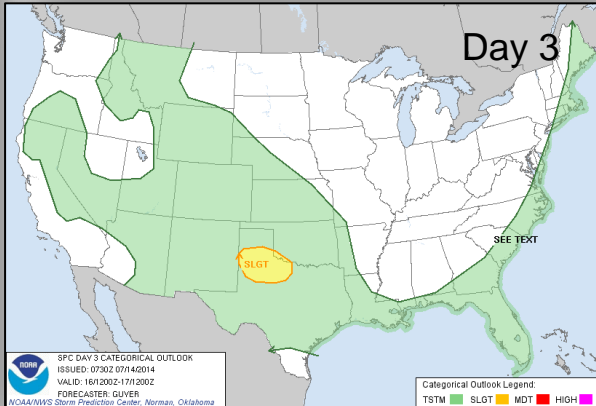 Day 3
SEE TEXT
SLGT
NOAA
SPC DAY 3 CATEGORICAL OUTLOOK
ISSUED: 0730Z 07/14/2014
VALID: 16/1200Z-17/1200Z
FORECASTER: GUYER
NOAA/NWS Storm Prediction Center, Norman, Oklahoma
Categorical Outlook Legend:
TSTM SLGT MDT HIGH